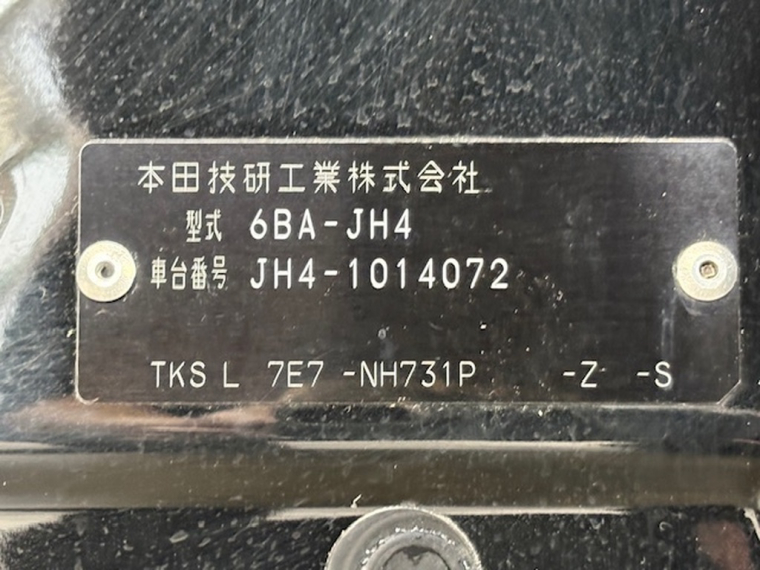 本田技研工業株式会社
型式 6BA-JH4
車台番号 JH4-1014072
TKS L 7E7 -NH731P -Z -S